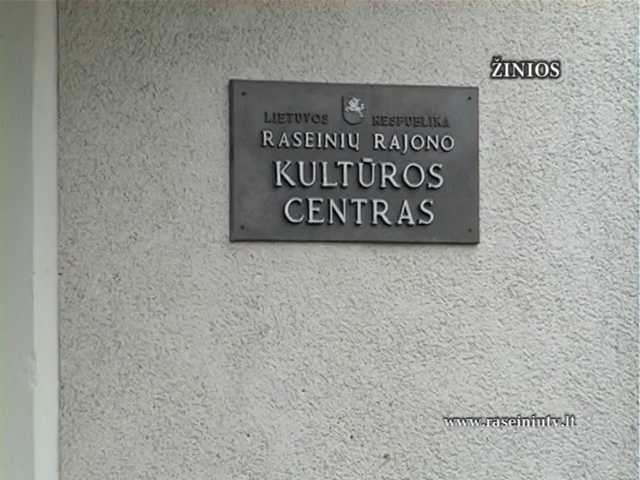 ŽINIOS
LIETUVOS RESPUBLIKA
RASEINIŲ RAJONO
KULTŪROS
CENTRAS
www.raseiniutv.lt